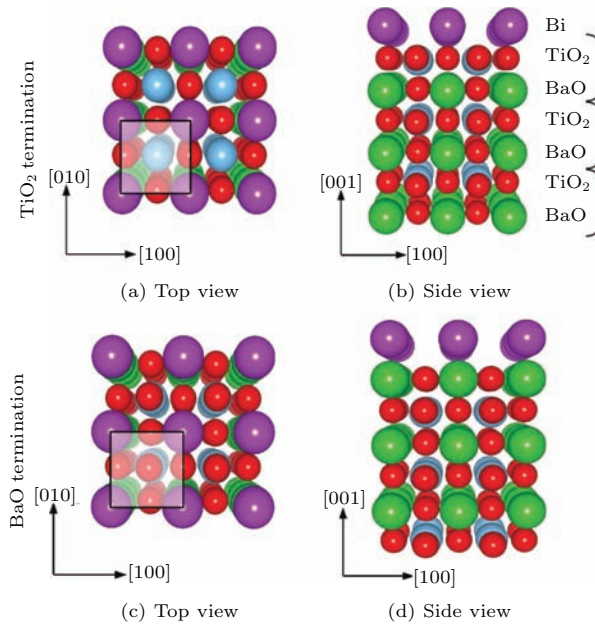 TiO₂ termination
Bi
TiO₂
BaO
TiO₂
BaO
TiO₂
BaO
[010]
[100]
(a) Top view
[001]
[100]
(b) Side view
BaO termination
[010]
[100]
(c) Top view
[001]
[100]
(d) Side view